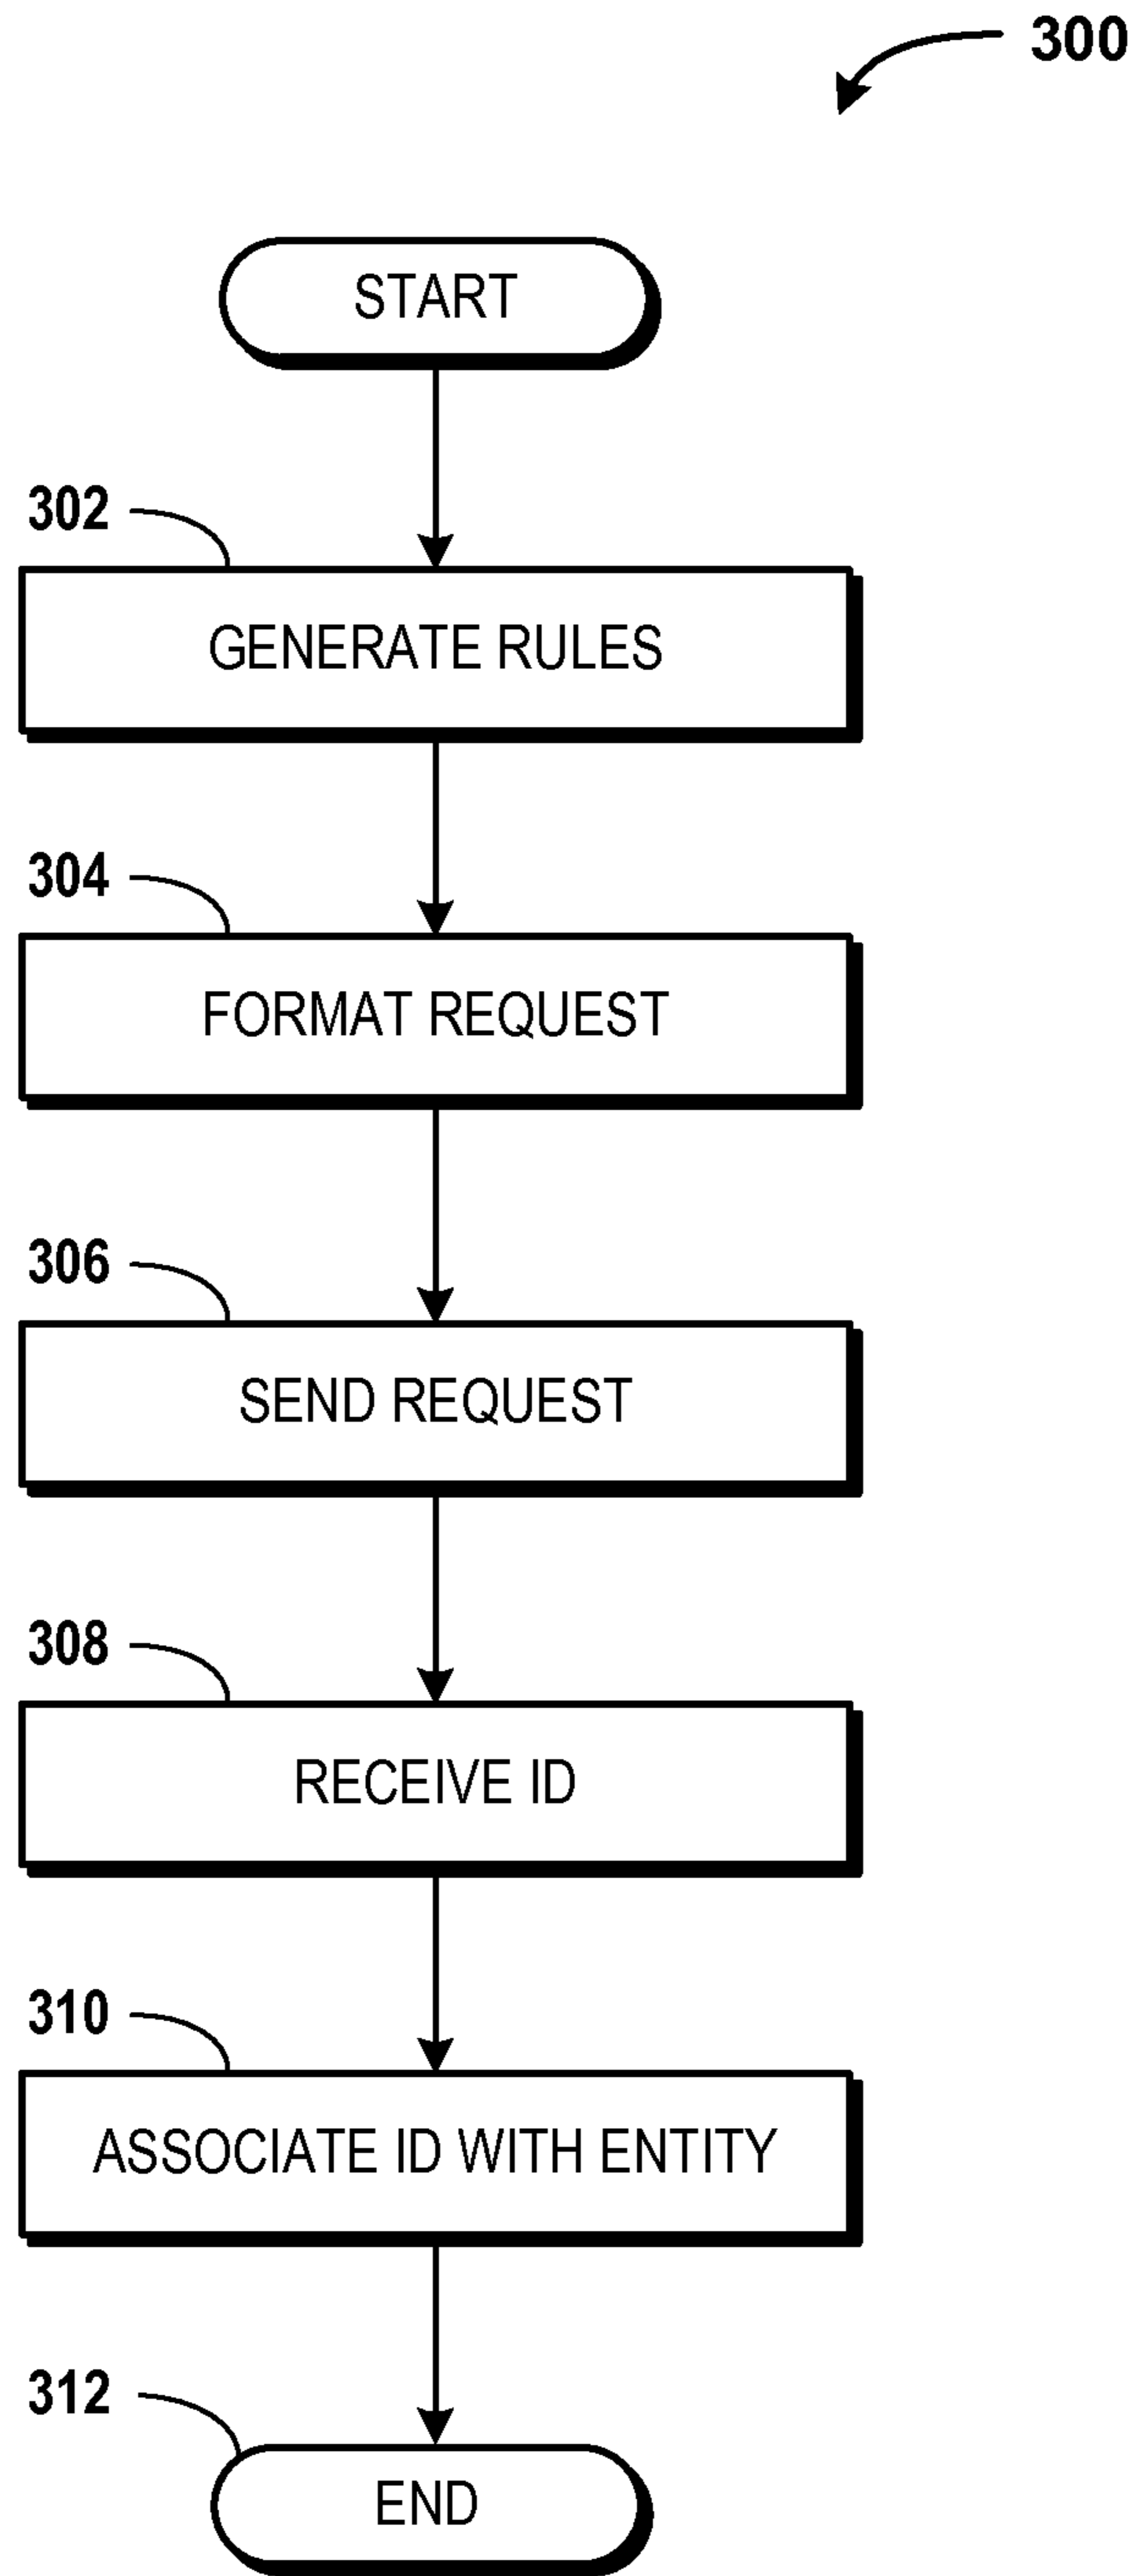 300
START
302
GENERATE RULES
304
FORMAT REQUEST
306
SEND REQUEST
308
RECEIVE ID
310
ASSOCIATE ID WITH ENTITY
312
END